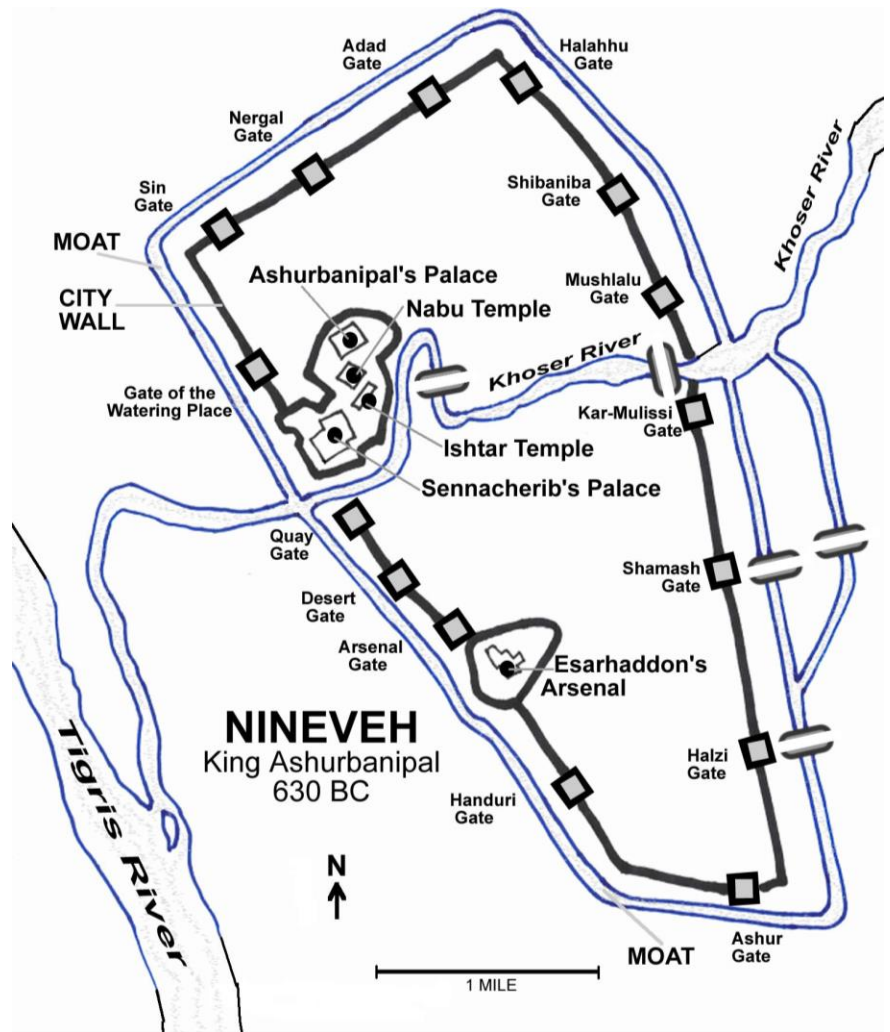 Adad
Gate
Halahhu
Gate
Nergal
Gate
Sin
Gate
Shibaniba
Gate
Khoser River
MOAT
CITY
WALL
Ashurbanipal's Palace
Nabu Temple
Mushlalu
Gate
Khoser River
Gate of the
Watering Place
Kar-Mulissi
Gate
Ishtar Temple
Sennacherib's Palace
Quay
Gate
Shamash
Gate
Desert
Gate
Arsenal
Gate
Esarhaddon's
Arsenal
NINEVEH
King Ashurbanipal
630 BC
Tigris River
Halzi
Gate
Handuri
Gate
N
Ashur
Gate
MOAT
1 MILE